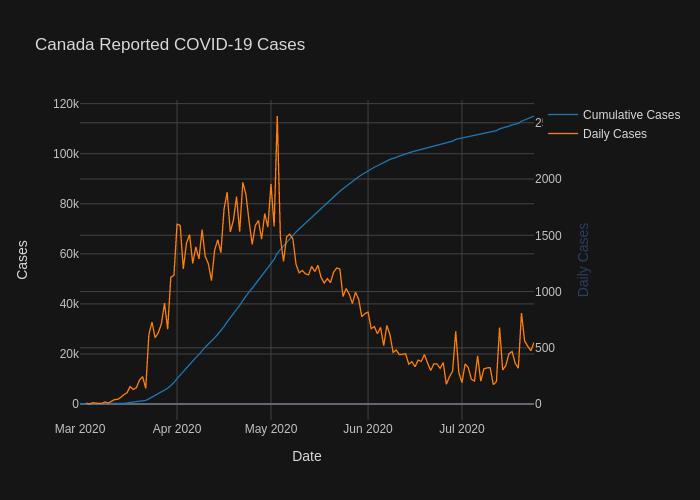 Canada Reported COVID-19 Cases
120k
100k
80k
60k
40k
20k
0
Cases
2000
1500
1000
500
0
Daily Cases
Cumulative Cases
Daily Cases
Mar 2020
Apr 2020
May 2020
Jun 2020
Jul 2020
Date